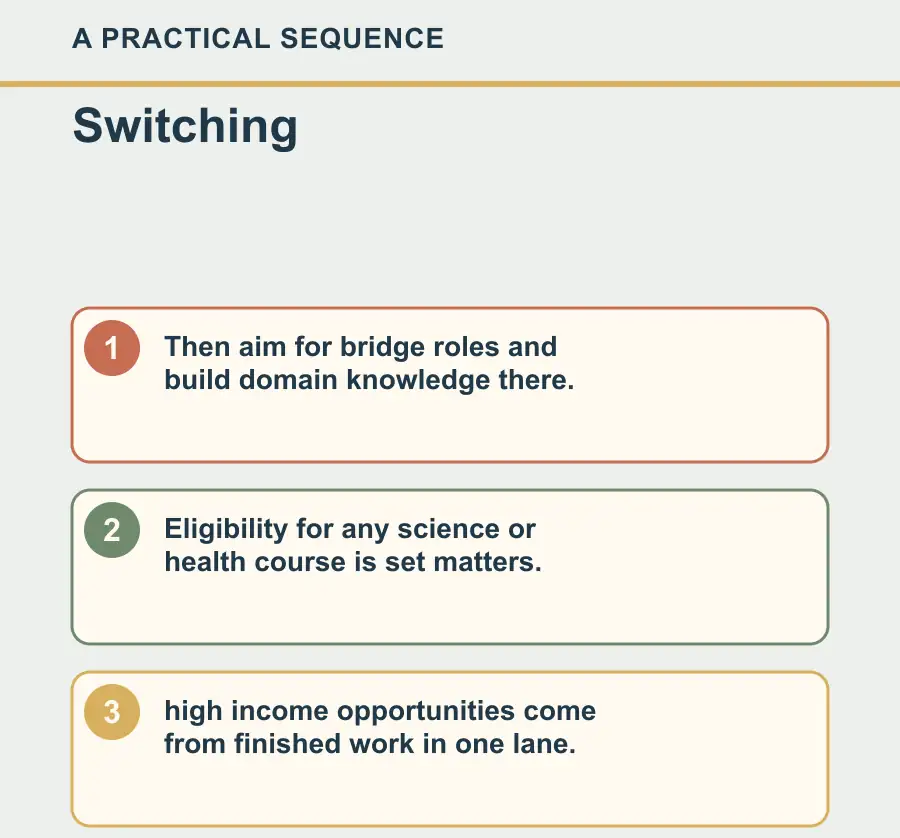 A PRACTICAL SEQUENCE
Switching
1
Then aim for bridge roles and
build domain knowledge there.
2
Eligibility for any science or
health course is set matters.
3
high income opportunities come
from finished work in one lane.